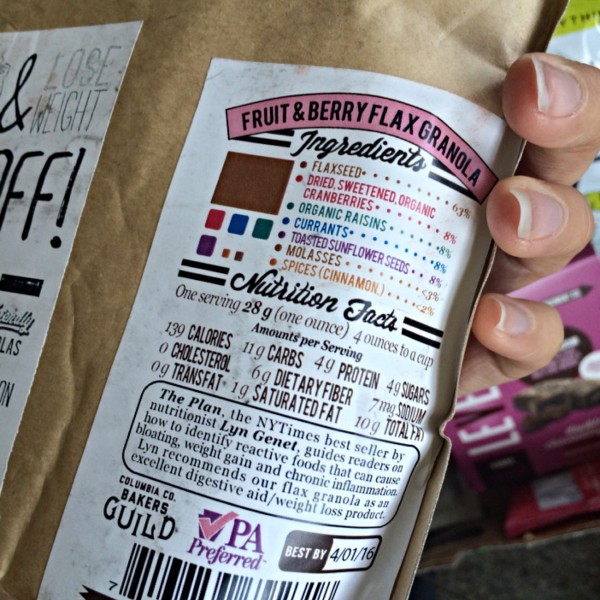 & LOSE
WEIGHT
OFF!
LAS
ON
FRUIT & BERRY FLAX GRANOLA
Ingredients
FLAXSEED 63%
DRIED, SWEETENED, ORGANIC
CRANBERRIES 8%
ORGANIC RAISINS 8%
CURRANTS 8%
TOASTED SUNFLOWER SEEDS 8%
MOLASSES <3%
SPICES (CINNAMON,) <2%
Nutrition Facts
One serving 28 g (one ounce) 4 ounces to a cup
Amounts per Serving
139 CALORIES 11g CARBS 4g PROTEIN 4g SUGARS
0 CHOLESTEROL 6g DIETARY FIBER 7mg SODIUM
0g TRANSFAT 1g SATURATED FAT 10g TOTAL FAT
The Plan, the NYTimes best seller by
nutritionist Lyn Genet, guides readers on
how to identify reactive foods that can cause
bloating, weight gain and chronic inflammation.
Lyn recommends our flax granola as an
excellent digestive aid/weight loss product.
COLUMBIA CO.
BAKERS
GUILD
PA
Preferred
BEST BY 4/01/16
7